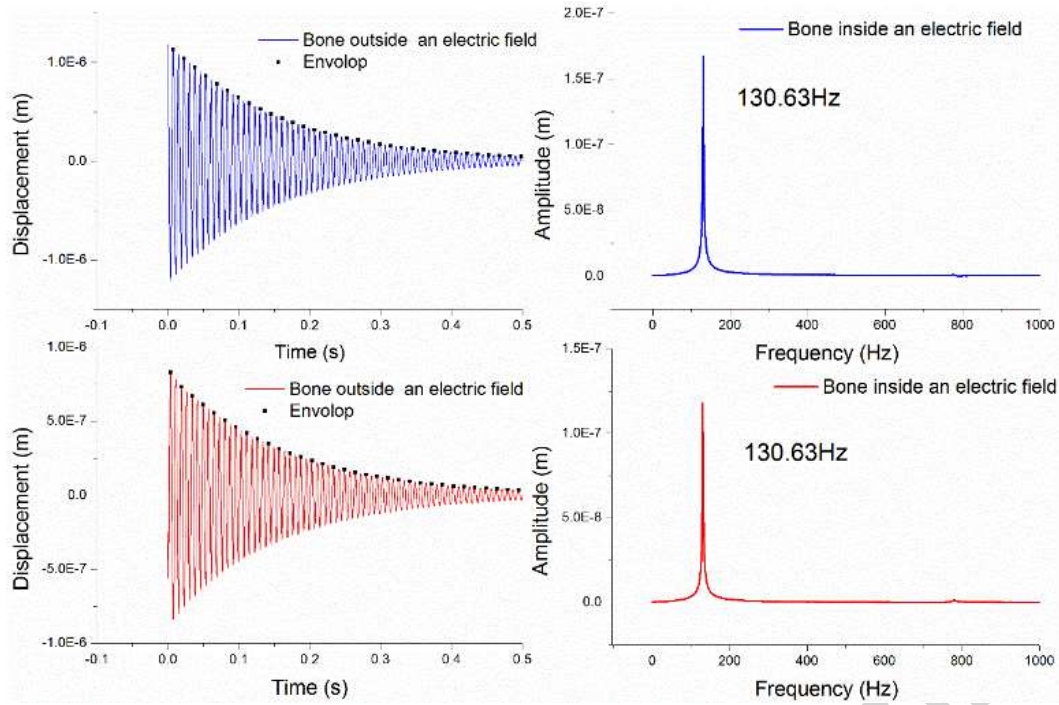 Bone outside an electric field
Envolop
1.0E-6
0.0
-1.0E-6
Displacement (m)
-0.1 0.0 0.1 0.2 0.3 0.4 0.5
Time (s)
2.0E-7
1.5E-7
1.0E-7
5.0E-8
0.0
Amplitude (m)
Bone inside an electric field
130.63Hz
0 200 400 600 800 1000
Frequency (Hz)
1.0E-6
5.0E-7
0.0
-5.0E-7
-1.0E-6
Displacement (m)
Bone outside an electric field
Envolop
-0.1 0.0 0.1 0.2 0.3 0.4 0.5
Time (s)
1.5E-7
1.0E-7
5.0E-8
0.0
Amplitude (m)
Bone inside an electric field
130.63Hz
0 200 400 600 800 1000
Frequency (Hz)